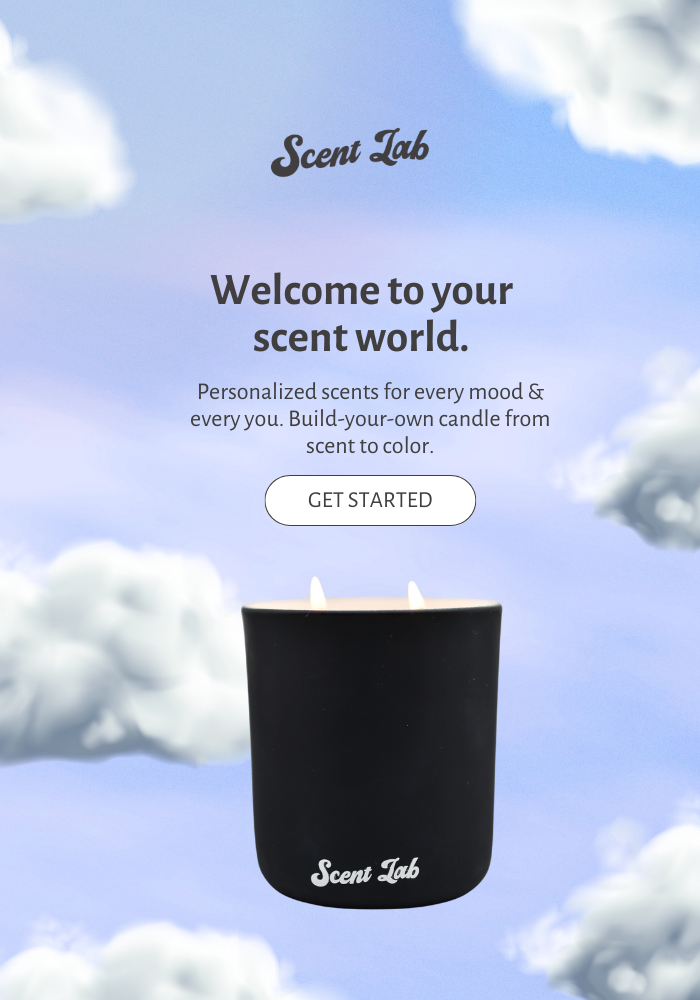 Scent Lab
Welcome to your
scent world.
Personalized scents for every mood &
every you. Build-your-own candle from
scent to color.
GET STARTED
Scent Lab